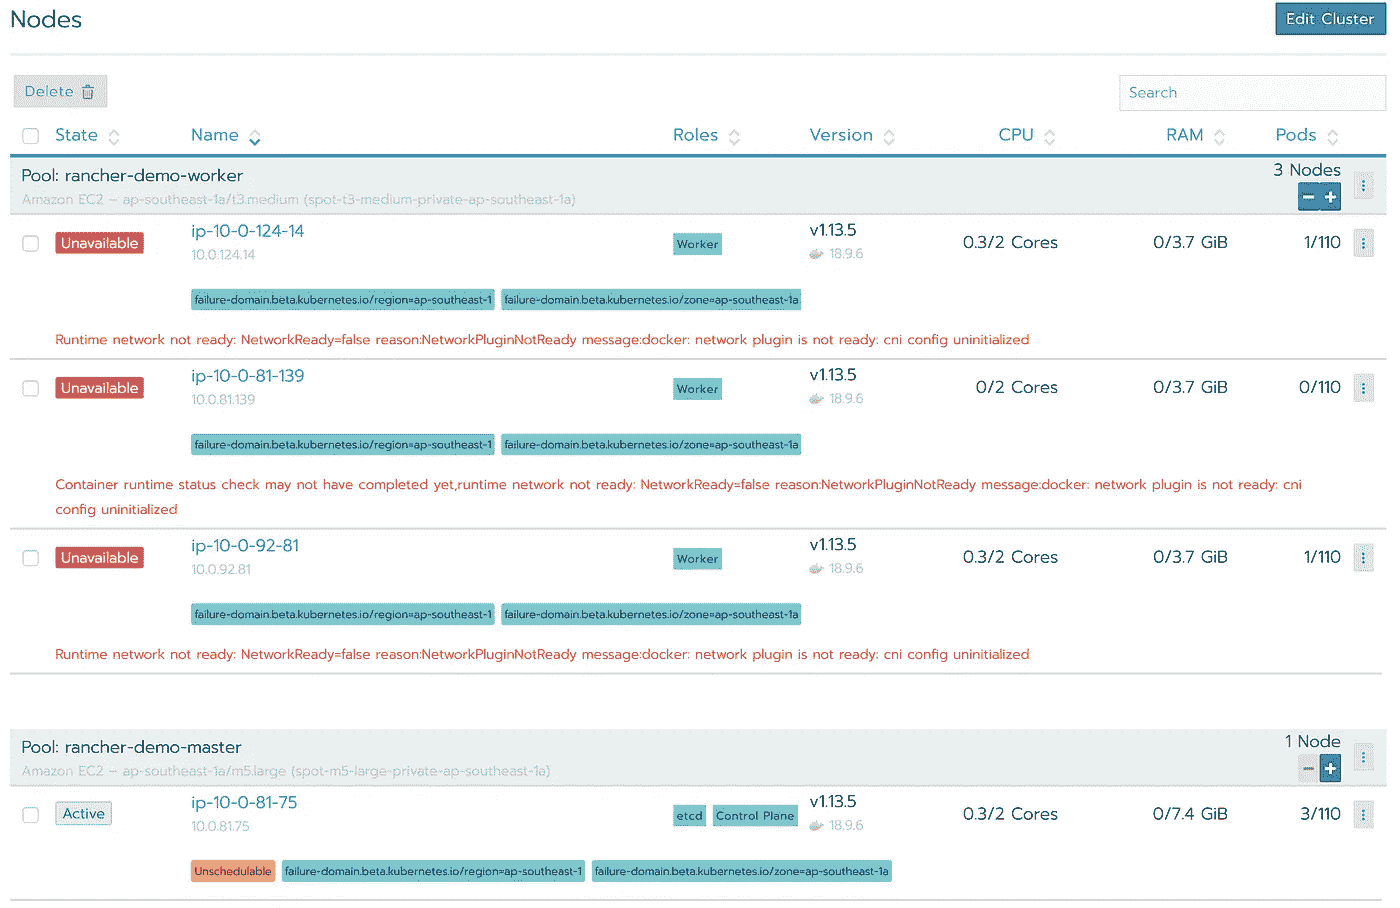 Nodes
Edit Cluster
Delete
Search
State Name Roles Version CPU RAM Pods
Pool: rancher-demo-worker
3 Nodes
Amazon EC2 – ap-southeast-1a/t3.medium (spot-t3-medium-private-ap-southeast-1a)
Unavailable ip-10-0-124-14 Worker v1.13.5 0.3/2 Cores 0/3.7 GiB 1/110
10.0.124.14 18.9.6
failure-domain.beta.kubernetes.io/region=ap-southeast-1 failure-domain.beta.kubernetes.io/zone=ap-southeast-1a
Runtime network not ready: NetworkReady=false reason:NetworkPluginNotReady message:docker: network plugin is not ready: cni config uninitialized
Unavailable ip-10-0-81-139 Worker v1.13.5 0/2 Cores 0/3.7 GiB 0/110
10.0.81.139 18.9.6
failure-domain.beta.kubernetes.io/region=ap-southeast-1 failure-domain.beta.kubernetes.io/zone=ap-southeast-1a
Container runtime status check may not have completed yet,runtime network not ready: NetworkReady=false reason:NetworkPluginNotReady message:docker: network plugin is not ready: cni
config uninitialized
Unavailable ip-10-0-92-81 Worker v1.13.5 0.3/2 Cores 0/3.7 GiB 1/110
10.0.92.81 18.9.6
failure-domain.beta.kubernetes.io/region=ap-southeast-1 failure-domain.beta.kubernetes.io/zone=ap-southeast-1a
Runtime network not ready: NetworkReady=false reason:NetworkPluginNotReady message:docker: network plugin is not ready: cni config uninitialized
Pool: rancher-demo-master
1 Node
Amazon EC2 – ap-southeast-1a/m5.large (spot-m5-large-private-ap-southeast-1a)
Active ip-10-0-81-75 etcd Control Plane v1.13.5 0.3/2 Cores 0/7.4 GiB 3/110
10.0.81.75 18.9.6
Unschedulable failure-domain.beta.kubernetes.io/region=ap-southeast-1 failure-domain.beta.kubernetes.io/zone=ap-southeast-1a